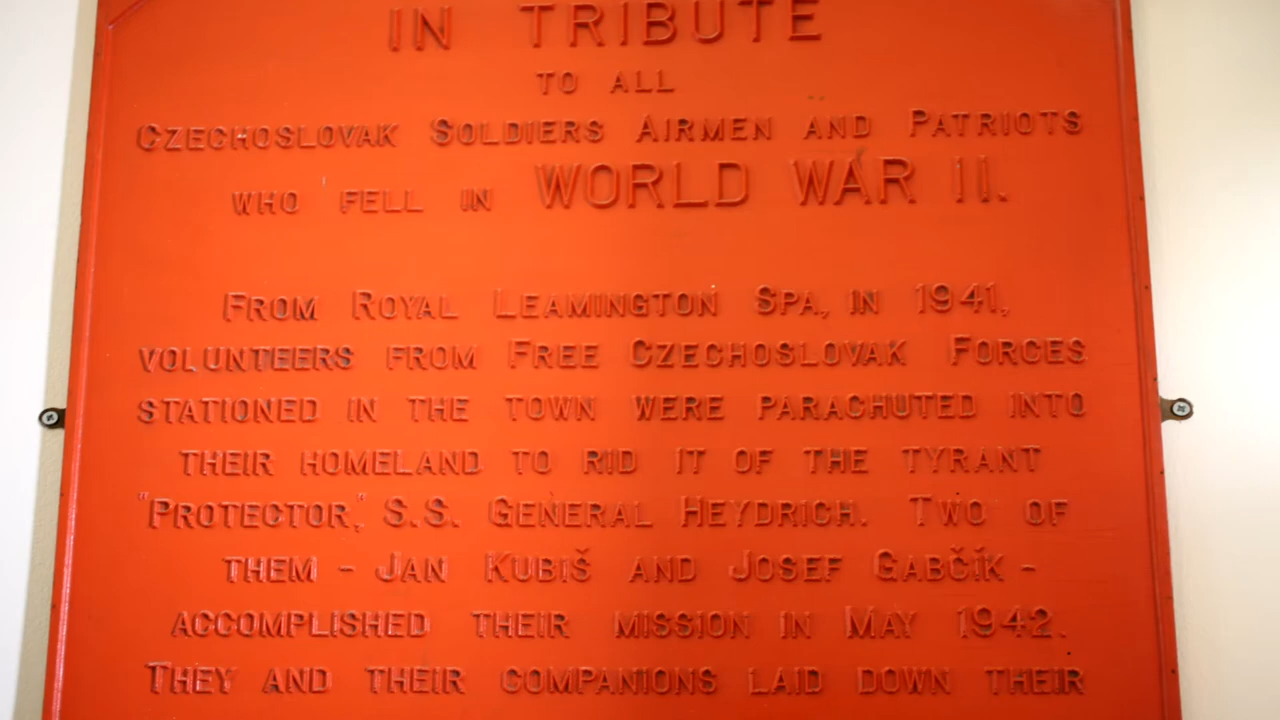 IN TRIBUTE
TO ALL
CZECHOSLOVAK SOLDIERS AIRMEN AND PATRIOTS
WHO FELL IN WORLD WAR II.
FROM ROYAL LEAMINGTON SPA, IN 1941,
VOLUNTEERS FROM FREE CZECHOSLOVAK FORCES
STATIONED IN THE TOWN WERE PARACHUTED INTO
THEIR HOMELAND TO RID IT OF THE TYRANT
"PROTECTOR," S.S. GENERAL HEYDRICH. TWO OF
THEM - JAN KUBIŠ AND JOSEF GABČÍK -
ACCOMPLISHED THEIR MISSION IN MAY 1942.
THEY AND THEIR COMPANIONS LAID DOWN THEIR